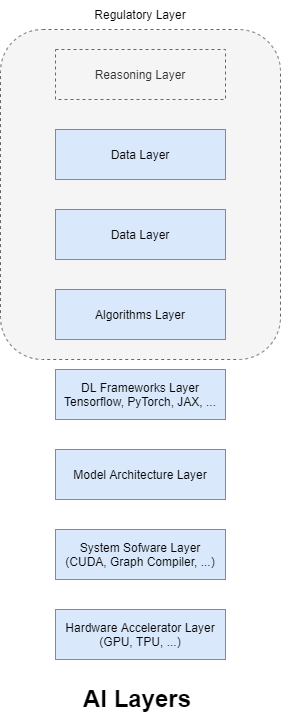 Regulatory Layer
Reasoning Layer
Data Layer
Data Layer
Algorithms Layer
DL Frameworks Layer
Tensorflow, PyTorch, JAX, ...
Model Architecture Layer
System Sofware Layer
(CUDA, Graph Compiler, ...)
Hardware Accelerator Layer
(GPU, TPU, ...)
AI Layers